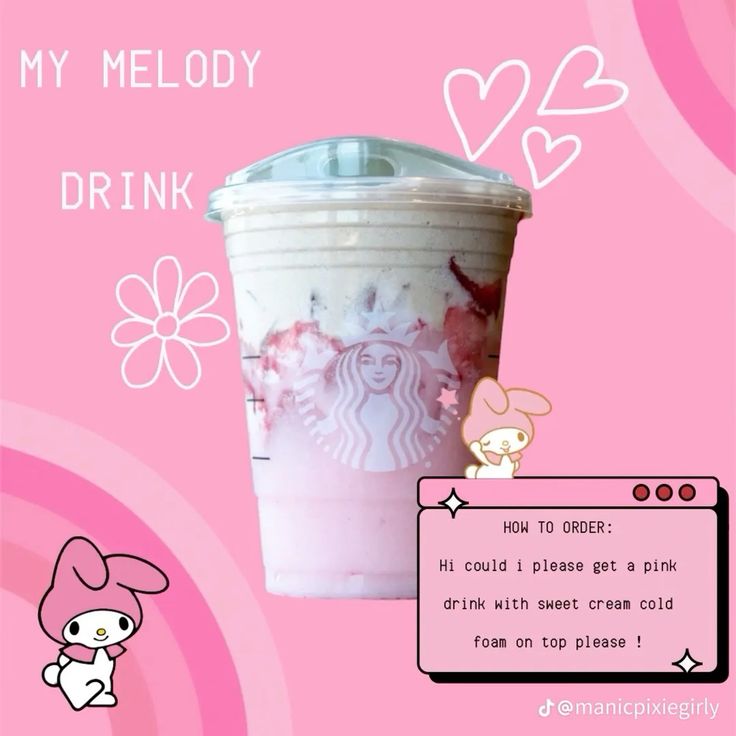 MY MELODY
DRINK
HOW TO ORDER:
Hi could i please get a pink
drink with sweet cream cold
foam on top please !
@manicpixiegirly